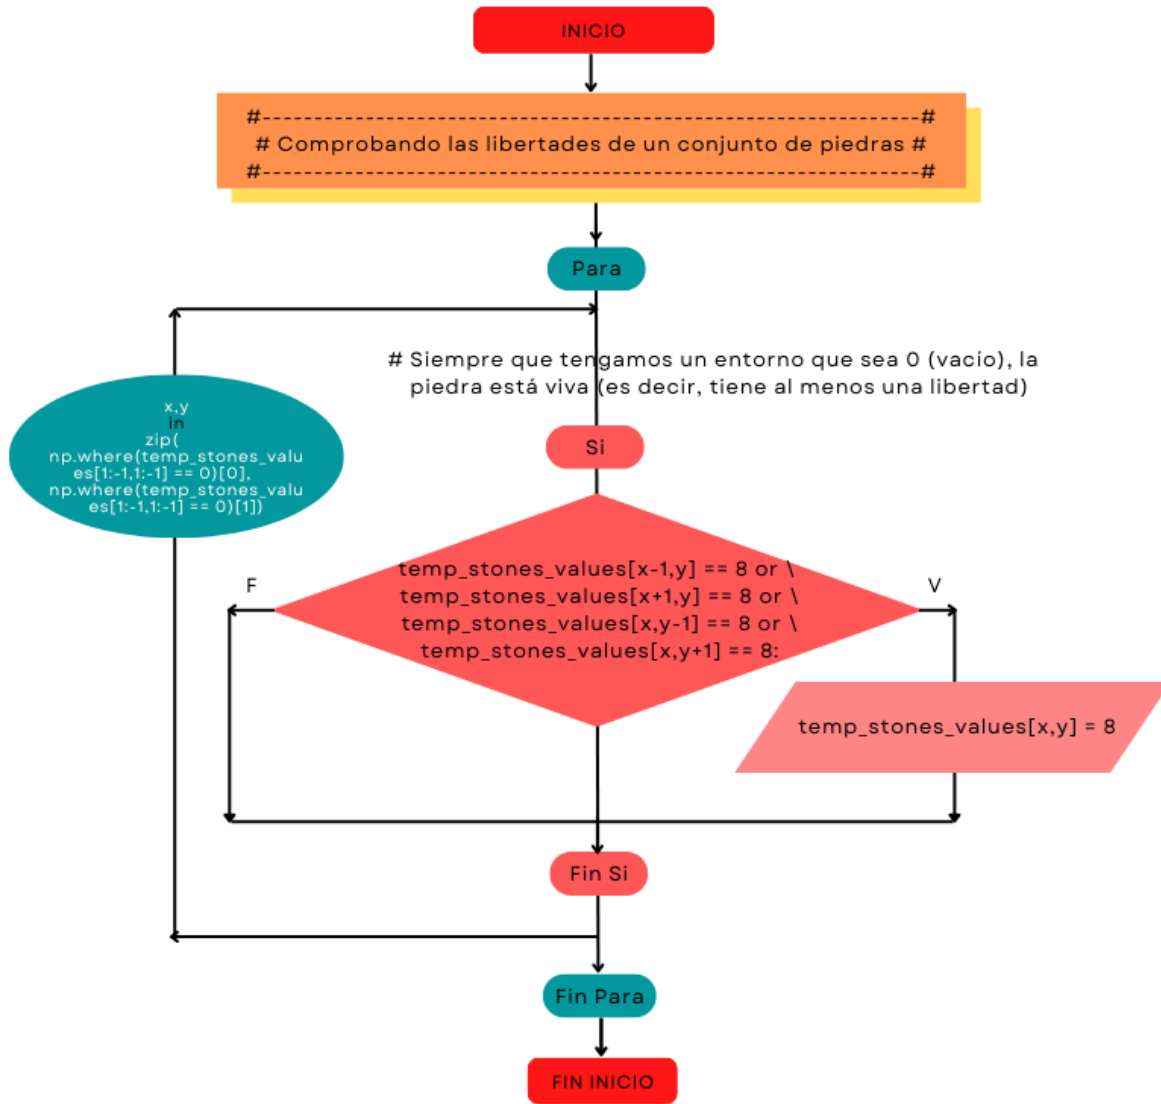 INICIO
#----------------------------------------------------------------#
# Comprobando las libertades de un conjunto de piedras #
#----------------------------------------------------------------#
Para
# Siempre que tengamos un entorno que sea 0 (vacío), la
piedra está viva (es decir, tiene al menos una libertad)
x,y
in
zip(
np.where(temp_stones_valu
es[1:-1,1:-1] == 0)[0],
np.where(temp_stones_valu
es[1:-1,1:-1] == 0)[1])
Si
temp_stones_values[x-1,y] == 8 or \
temp_stones_values[x+1,y] == 8 or \
temp_stones_values[x,y-1] == 8 or \
temp_stones_values[x,y+1] == 8:
F
V
temp_stones_values[x,y] = 8
Fin Si
Fin Para
FIN INICIO